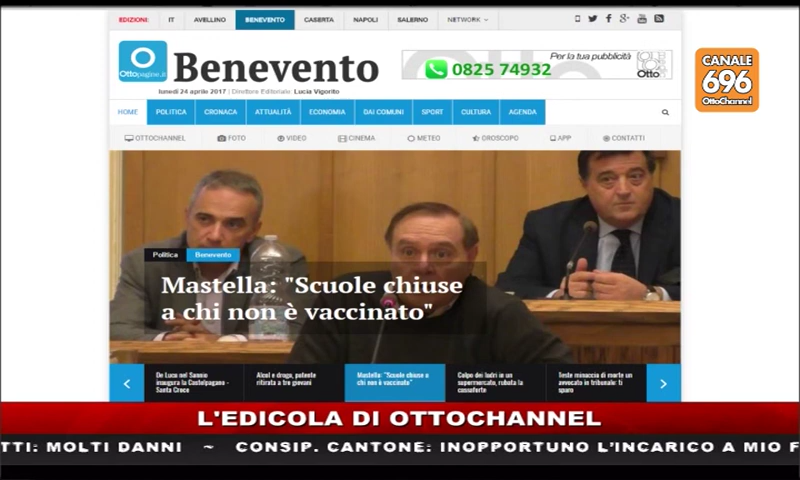 EDIZIONI: IT AVELLINO BENEVENTO CASERTA NAPOLI SALERNO NETWORK
Ottopagine.it
Benevento
lunedì 24 aprile 2017 | Direttore Editoriale: Lucia Vigorito
Per la tua pubblicità
0825 74932
Otto
CANALE
696
OttoChannel
HOME POLITICA CRONACA ATTUALITÀ ECONOMIA DAI COMUNI SPORT CULTURA AGENDA
OTTOCHANNEL FOTO VIDEO CINEMA METEO OROSCOPO APP CONTATTI
Politica Benevento
Mastella: "Scuole chiuse
a chi non è vaccinato"
De Luca nel Sannio
inaugura la Castelpagano -
Santa Croce
Alcol e droga, patente
ritirata a tre giovani
Mastella: "Scuole chiuse a
chi non è vaccinato"
Colpo dei ladri in un
supermercato, rubata la
cassaforte
Teste minaccia di morte un
avvocato in tribunale: ti
sparo
L'EDICOLA DI OTTOCHANNEL
TTI: MOLTI DANNI ~ CONSIP. CANTONE: INOPPORTUNO L'INCARICO A MIO F